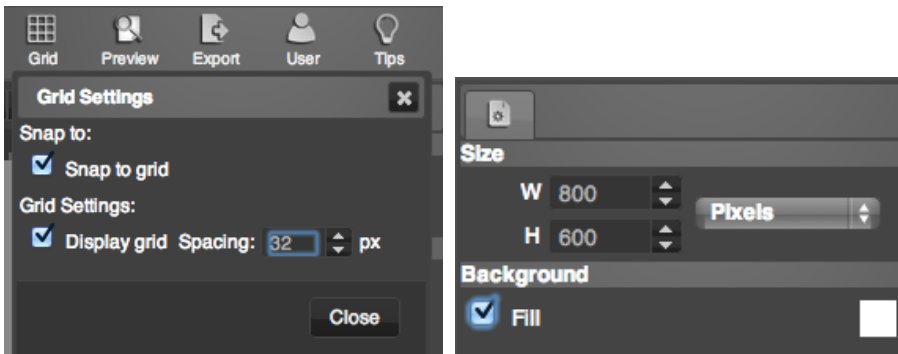 Grid Preview Export User Tips
Grid Settings
Snap to:
Snap to grid
Grid Settings:
Display grid Spacing: 32 px
Close
Size
W 800
Pixels
H 600
Background
Fill